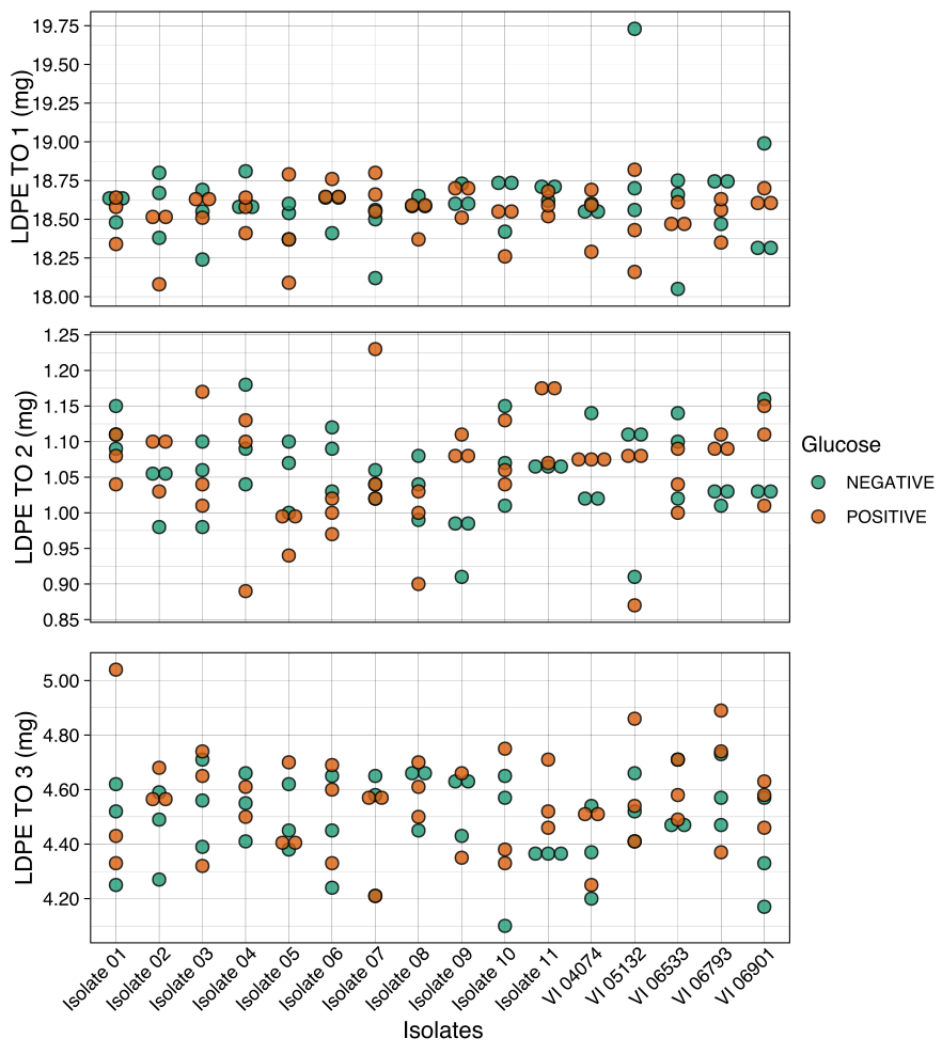 LDPE TO 1 (mg)
19.75
19.50
19.25
19.00
18.75
18.50
18.25
18.00
LDPE TO 2 (mg)
1.25
1.20
1.15
1.10
1.05
1.00
0.95
0.90
0.85
LDPE TO 3 (mg)
5.00
4.80
4.60
4.40
4.20
Isolate 01
Isolate 02
Isolate 03
Isolate 04
Isolate 05
Isolate 06
Isolate 07
Isolate 08
Isolate 09
Isolate 10
Isolate 11
VI 04074
VI 05132
VI 06533
VI 06793
VI 06901
Isolates
Glucose
NEGATIVE
POSITIVE